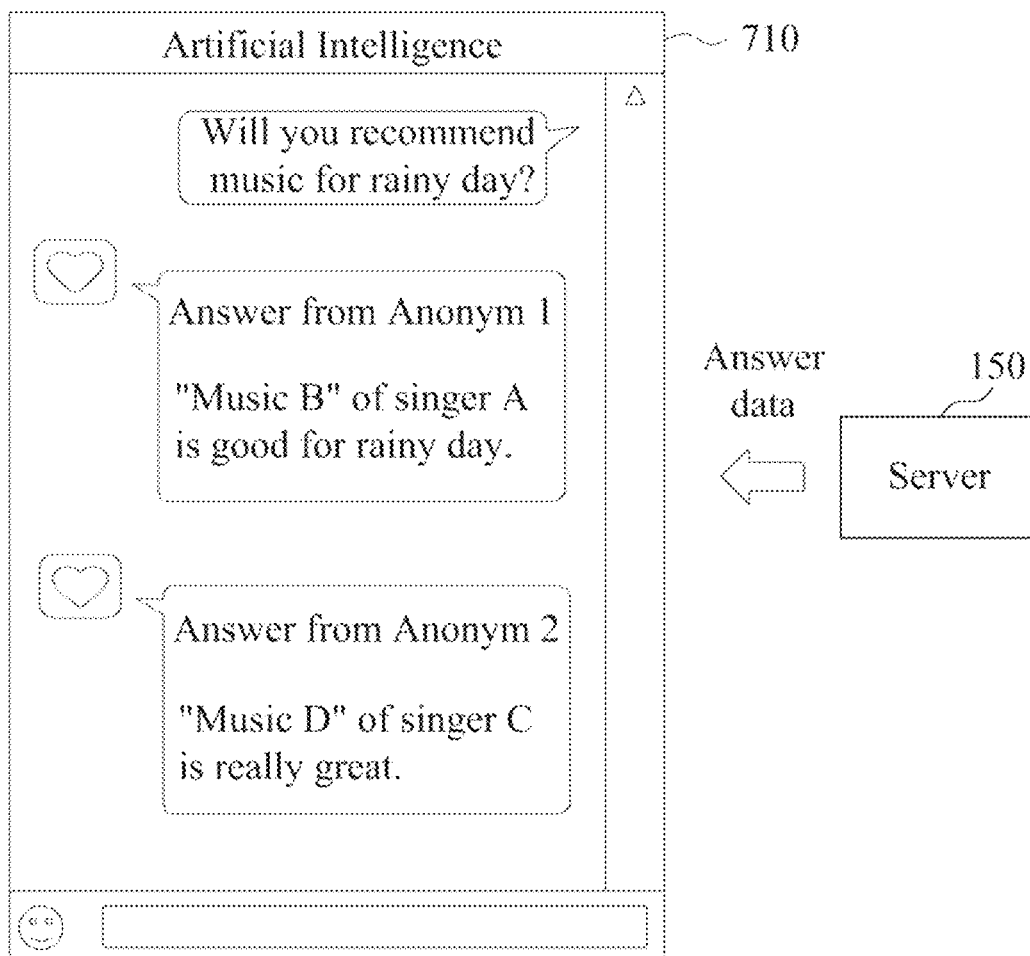 Artificial Intelligence
710
Will you recommend
music for rainy day?
Answer from Anonym 1
"Music B" of singer A
is good for rainy day.
Answer
data
150
Server
Answer from Anonym 2
"Music D" of singer C
is really great.